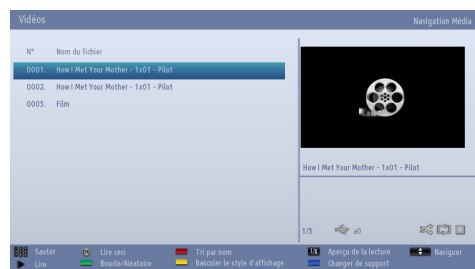 Vidéos
Navigation Média
N°
Nom du fichier
0001. How I Met Your Mother - 1x01 - Pilot
0002. How I Met Your Mother - 1x01 - Pilot
0003. Film
How I Met Your Mother - 1x01 - Pilot
1/3
a0
Sauter
OK
Lire ceci
Tri par nom
Aperçu de la lecture
Naviguer
Lire
Boucle/Aléatoire
Basculer le style d'affichage
Changer de support